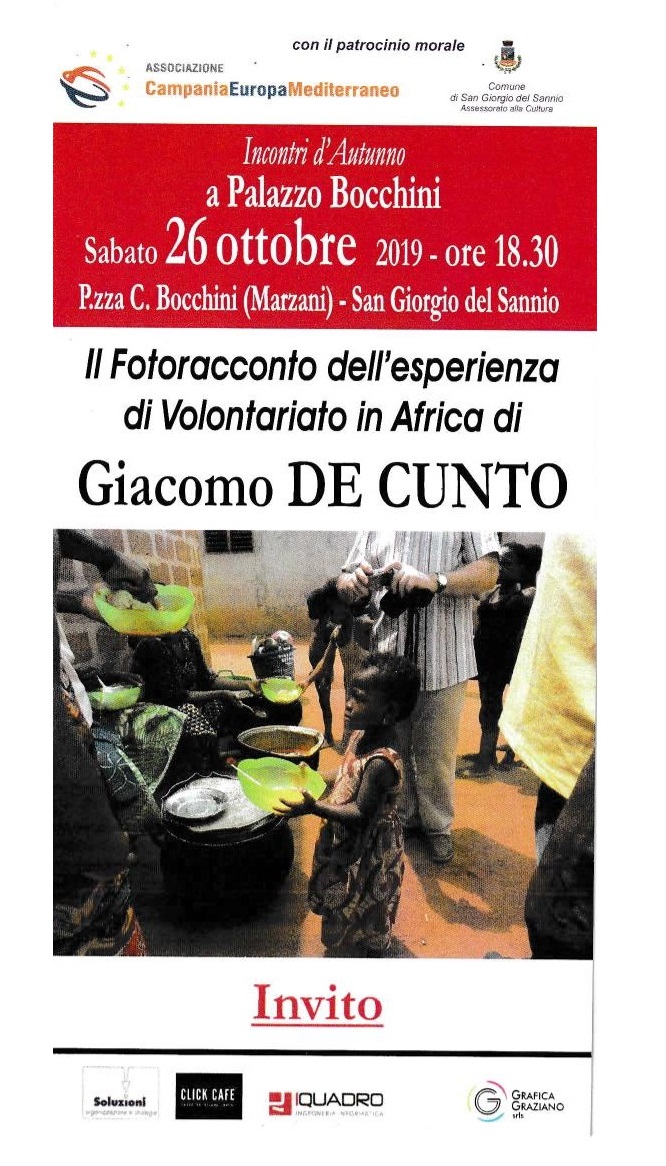 con il patrocinio morale
ASSOCIAZIONE
CampaniaEuropaMediterraneo
Comune
di San Giorgio del Sannio
Assessorato alla Cultura
Incontri d'Autunno
a Palazzo Bocchini
Sabato 26 ottobre 2019 - ore 18.30
P.zza C. Bocchini (Marzani) - San Giorgio del Sannio
Il Fotoracconto dell'esperienza
di Volontariato in Africa di
Giacomo DE CUNTO
Invito
Soluzioni
organizzazione e strategie
CLICK CAFE
IQUADRO
INGEGNERIA INFORMATICA
G
GRAFICA
GRAZIANO
srls